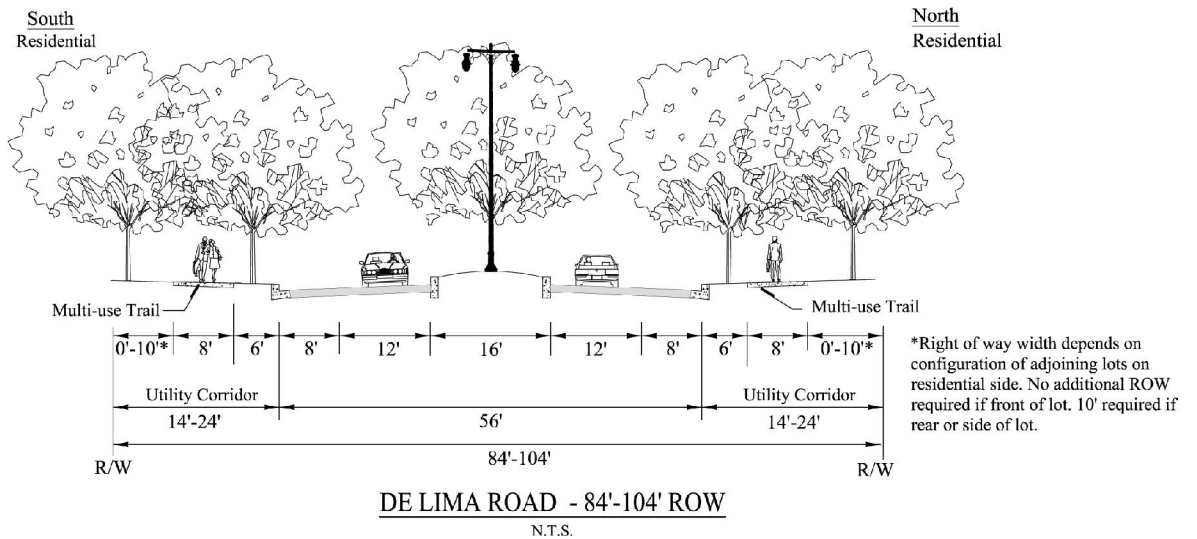 South
Residential
North
Residential
Multi-use Trail
Multi-use Trail
0'-10'* 8' 6' 8' 12' 16' 12' 8' 6' 8' 0'-10'*
*Right of way width depends on
configuration of adjoining lots on
residential side. No additional ROW
required if front of lot. 10' required if
rear or side of lot.
Utility Corridor
Utility Corridor
14'-24' 56' 14'-24'
84'-104'
R/W
R/W
DE LIMA ROAD - 84'-104' ROW
N.T.S.